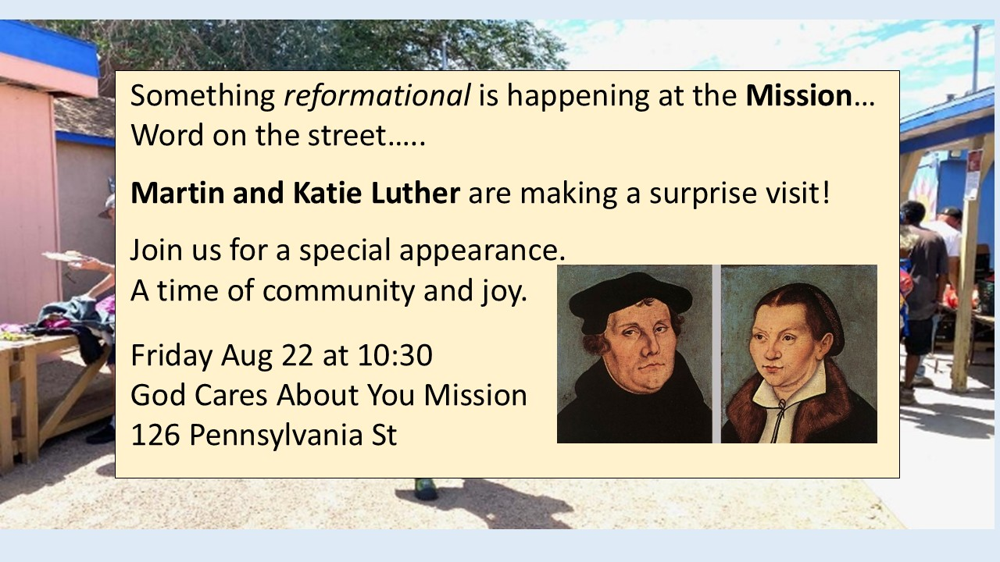 Something reformational is happening at the Mission…
Word on the street…..
Martin and Katie Luther are making a surprise visit!
Join us for a special appearance.
A time of community and joy.
Friday Aug 22 at 10:30
God Cares About You Mission
126 Pennsylvania St